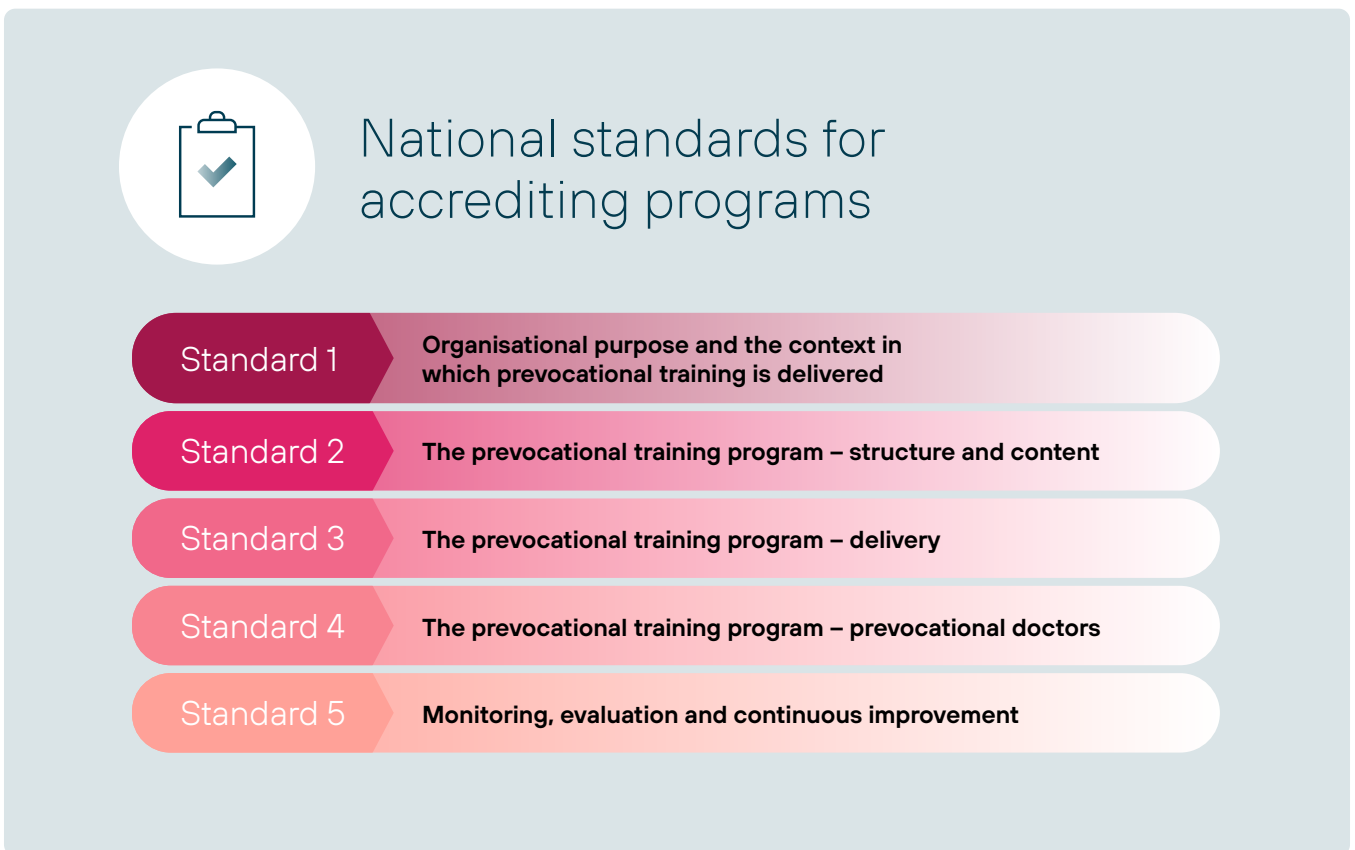 National standards for
accrediting programs
Standard 1
Organisational purpose and the context in
which prevocational training is delivered
Standard 2
The prevocational training program – structure and content
Standard 3
The prevocational training program – delivery
Standard 4
The prevocational training program – prevocational doctors
Standard 5
Monitoring, evaluation and continuous improvement